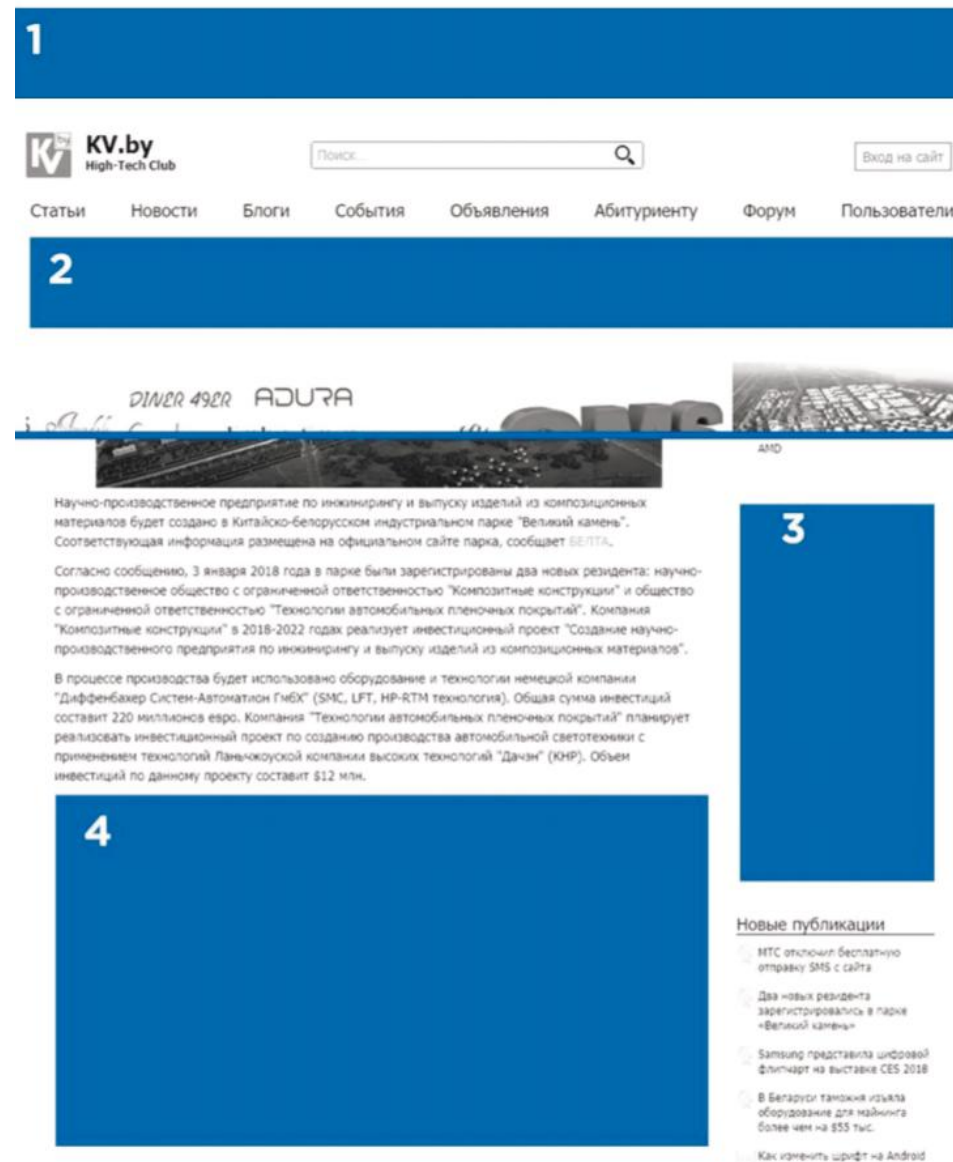 1
KV.by
High-Tech Club
Поиск...
Вход на сайт
Статьи Новости Блоги События Объявления Абитуриенту Форум Пользователи
2
DINER 49ER ADURA
SMS
AMD
Научно-производственное предприятие по инжинирингу и выпуску изделий из композиционных
материалов будет создано в Китайско-белорусском индустриальном парке "Великий камень".
Соответствующая информация размещена на официальном сайте парка, сообщает БЕЛТА.
Согласно сообщению, 3 января 2018 года в парке были зарегистрированы два новых резидента: научно-
производственное общество с ограниченной ответственностью "Композитные конструкции" и общество
с ограниченной ответственностью "Технологии автомобильных пленочных покрытий". Компания
"Композитные конструкции" в 2018-2022 годах реализует инвестиционный проект "Создание научно-
производственного предприятия по инжинирингу и выпуску изделий из композиционных материалов".
В процессе производства будет использовано оборудование и технологии немецкой компании
"Диффенбахер Систем-Автоматион ГмбХ" (SMC, LFT, HP-RTM технология). Общая сумма инвестиций
составит 220 миллионов евро. Компания "Технологии автомобильных пленочных покрытий" планирует
реализовать инвестиционный проект по созданию производства автомобильной светотехники с
применением технологий Ланьчжоуской компании высоких технологий "Дачэн" (КНР). Объем
инвестиций по данному проекту составит $12 млн.
3
4
Новые публикации
МТС отключил бесплатную
отправку SMS с сайта
Два новых резидента
зарегистрировались в парке
«Великий камень»
Samsung представила цифровой
флипчарт на выставке CES 2018
В Беларуси таможня изъяла
оборудование для майнинга
более чем на $55 тыс.
Как изменить шрифт на Android